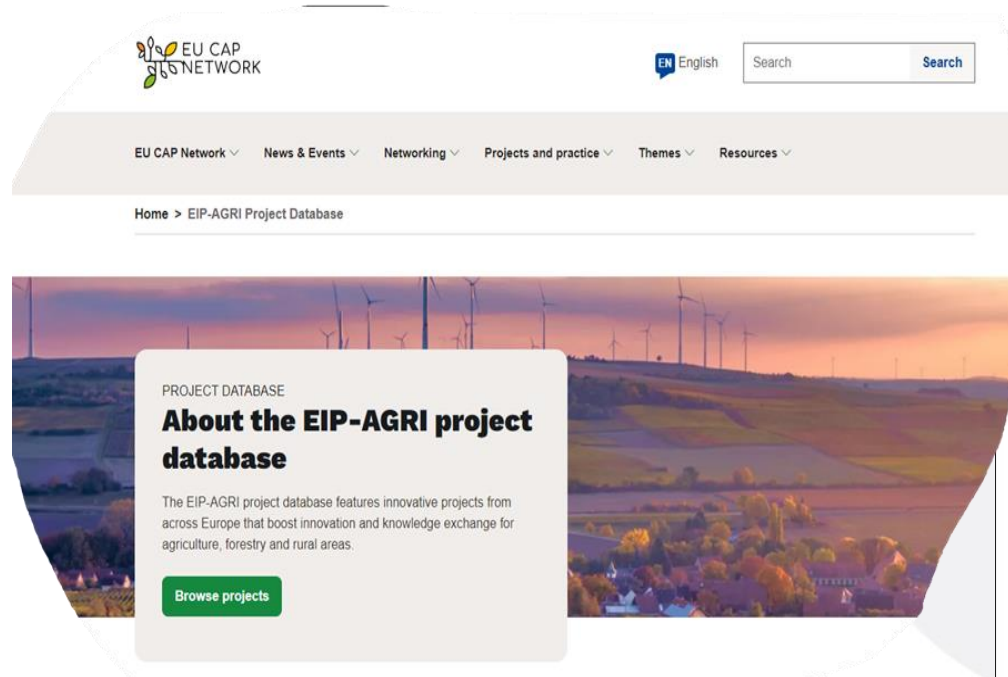 EU CAP
NETWORK
EN English
Search
Search
EU CAP Network
News & Events
Networking
Projects and practice
Themes
Resources
Home > EIP-AGRI Project Database
PROJECT DATABASE
About the EIP-AGRI project
database
The EIP-AGRI project database features innovative projects from
across Europe that boost innovation and knowledge exchange for
agriculture, forestry and rural areas.
Browse projects